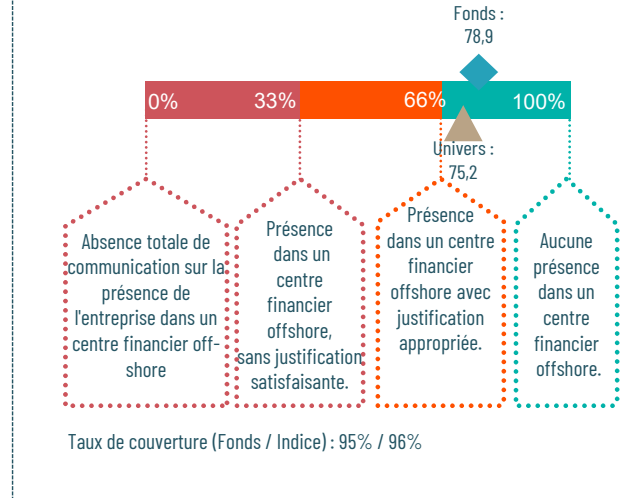 Fonds :
78,9
0%
33%
66%
100%
Univers :
75,2
Absence totale de
communication sur la
présence de
l'entreprise dans un
centre financier off-
shore
Présence
dans un
centre
financier
offshore,
sans justification
satisfaisante.
Présence
dans un centre
financier
offshore avec
justification
appropriée.
Aucune
présence
dans un
centre
financier
offshore.
Taux de couverture (Fonds / Indice) : 95% / 96%